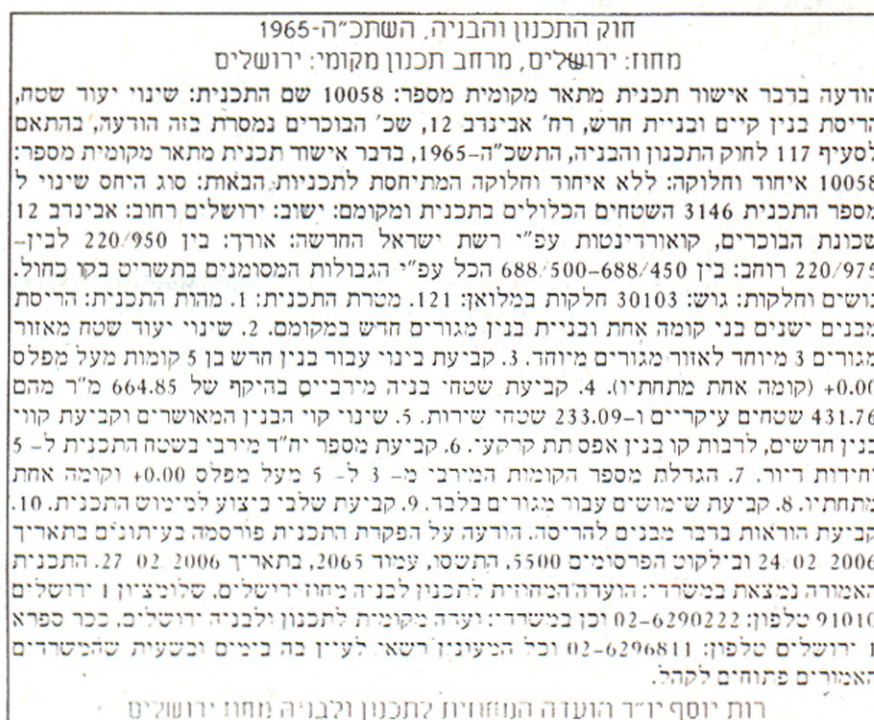 חוק התכנון והבניה, השתכ״ה-1965
מחוז: ירושלים, מרחב תכנון מקומי: ירושלים
הודעה בדבר אישור תכנית מתאר מקומית מספר: 10058 שם התכנית: שינוי יעוד שטח,
הריסת בנין קיים ובניית חדש, רח׳ אבינדב 12, שכ׳ הבוכרים נמסרת בזה הודעה, בהתאם
לסעיף 117 לחוק התכנון והבניה, התשכ״ה-1965, בדבר אישור תכנית מתאר מקומית מספר:
10058 איחוד וחלוקה: ללא איחוד וחלוקה המתיחסת לתכניות הבאות: סוג היחס שינוי ל
מספר התכנית 3146 השטחים הכלולים בתכנית ומקומם: ישוב: ירושלים רחוב: אבינדב 12
שכונת הבוכרים, קואורדינטות עפ״י רשת ישראל החדשה: אורך: בין 220/950 לבין-
220/975 רוחב: בין 688/500-688/450 הכל עפ״י הגבולות המסומנים בתשריט בקו כחול.
גושים וחלקות: גוש: 30103 חלקות במלואן: 121. מטרת התכנית: 1. מהות התכנית: הריסת
מבנים ישנים בני קומה אחת ובניית בנין מגורים חדש במקומם. 2. שינוי יעוד שטח מאזור
מגורים 3 מיוחד לאזור מגורים מיוחד. 3. קביעת בינוי עבור בנין חדש בן 5 קומות מעל מפלס
0.00+ (קומה אחת מתחתיו). 4. קביעת שטחי בניה מירביים בהיקף של 664.85 מ״ר מהם
431.76 שטחים עיקריים ו-233.09 שטחי שירות. 5. שינוי קוי הבנין המאושרים וקביעת קווי
בנין חדשים, לרבות קו בנין אפס תת קרקעי. 6. קביעת מספר יח״ד מירבי בשטח התכנית ל- 5
יחידות דיור. 7. הגדלת מספר הקומות המירבי מ- 3 ל- 5 מעל מפלס 0.00+ וקומה אחת
מתחתיו. 8. קביעת שימושים עבור מגורים בלבד. 9. קביעת שלבי ביצוע למימוש התכנית. 10.
קביעת הוראות בדבר מבנים להריסה. הודעה על הפקדת התכנית פורסמה בעיתונים בתאריך
24/02/2006 ובילקוט הפרסומים 5500, התשסו, עמוד 2065, בתאריך 27/02/2006. התכנית
האמורה נמצאת במשרדי: הועדה המחוזית לתכנון לבניה מחוז ירושלים, שלומציון 1 ירושלים
91010 טלפון: 02-6290222 וכן במשרדי: ועדה מקומית לתכנון ולבניה ירושלים, ככר ספרא
1 ירושלים טלפון: 02-6296811 וכל המעונין רשאי לעיין בה בימים ובשעות שהמשרדים
האמורים פתוחים לקהל.
רות יוסף יו״ר הועדה המחוזית לתכנון ולבניה מחוז ירושלים